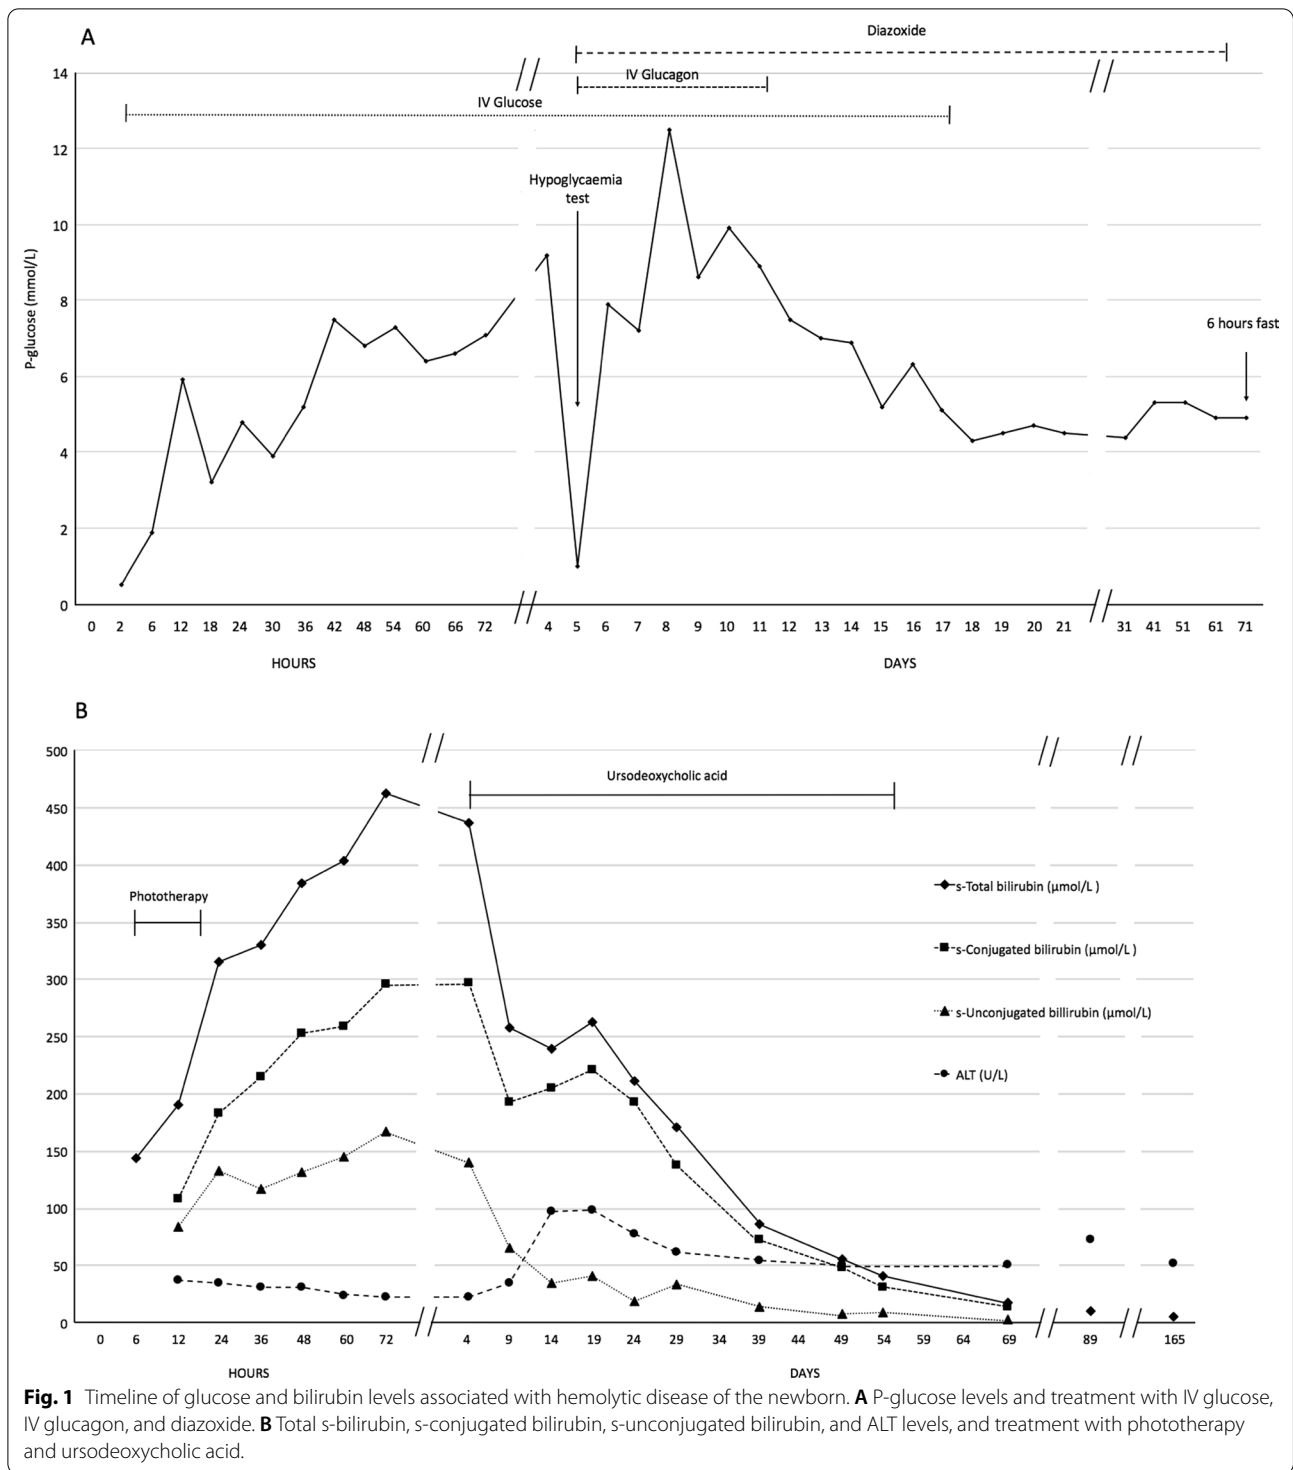 A
Diazoxide
IV Glucagon
IV Glucose
14
12
10
8
6
4
2
0
P-glucose (mmol/L)
Hypoglycaemia
test
6 hours fast
0 2 6 12 18 24 30 36 42 48 54 60 66 72 4 5 6 7 8 9 10 11 12 13 14 15 16 17 18 19 20 21 31 41 51 61 71
HOURS DAYS
B
500
450
400
350
300
250
200
150
100
50
0
Ursodeoxycholic acid
Phototherapy
s-Total bilirubin (µmol/L )
s-Conjugated bilirubin (µmol/L )
s-Unconjugated billirubin (µmol/L)
ALT (U/L)
0 6 12 24 36 48 60 72 4 9 14 19 24 29 34 39 44 49 54 59 64 69 89 165
HOURS DAYS
Fig. 1 Timeline of glucose and bilirubin levels associated with hemolytic disease of the newborn. A P-glucose levels and treatment with IV glucose,
IV glucagon, and diazoxide. B Total s-bilirubin, s-conjugated bilirubin, s-unconjugated bilirubin, and ALT levels, and treatment with phototherapy
and ursodeoxycholic acid.